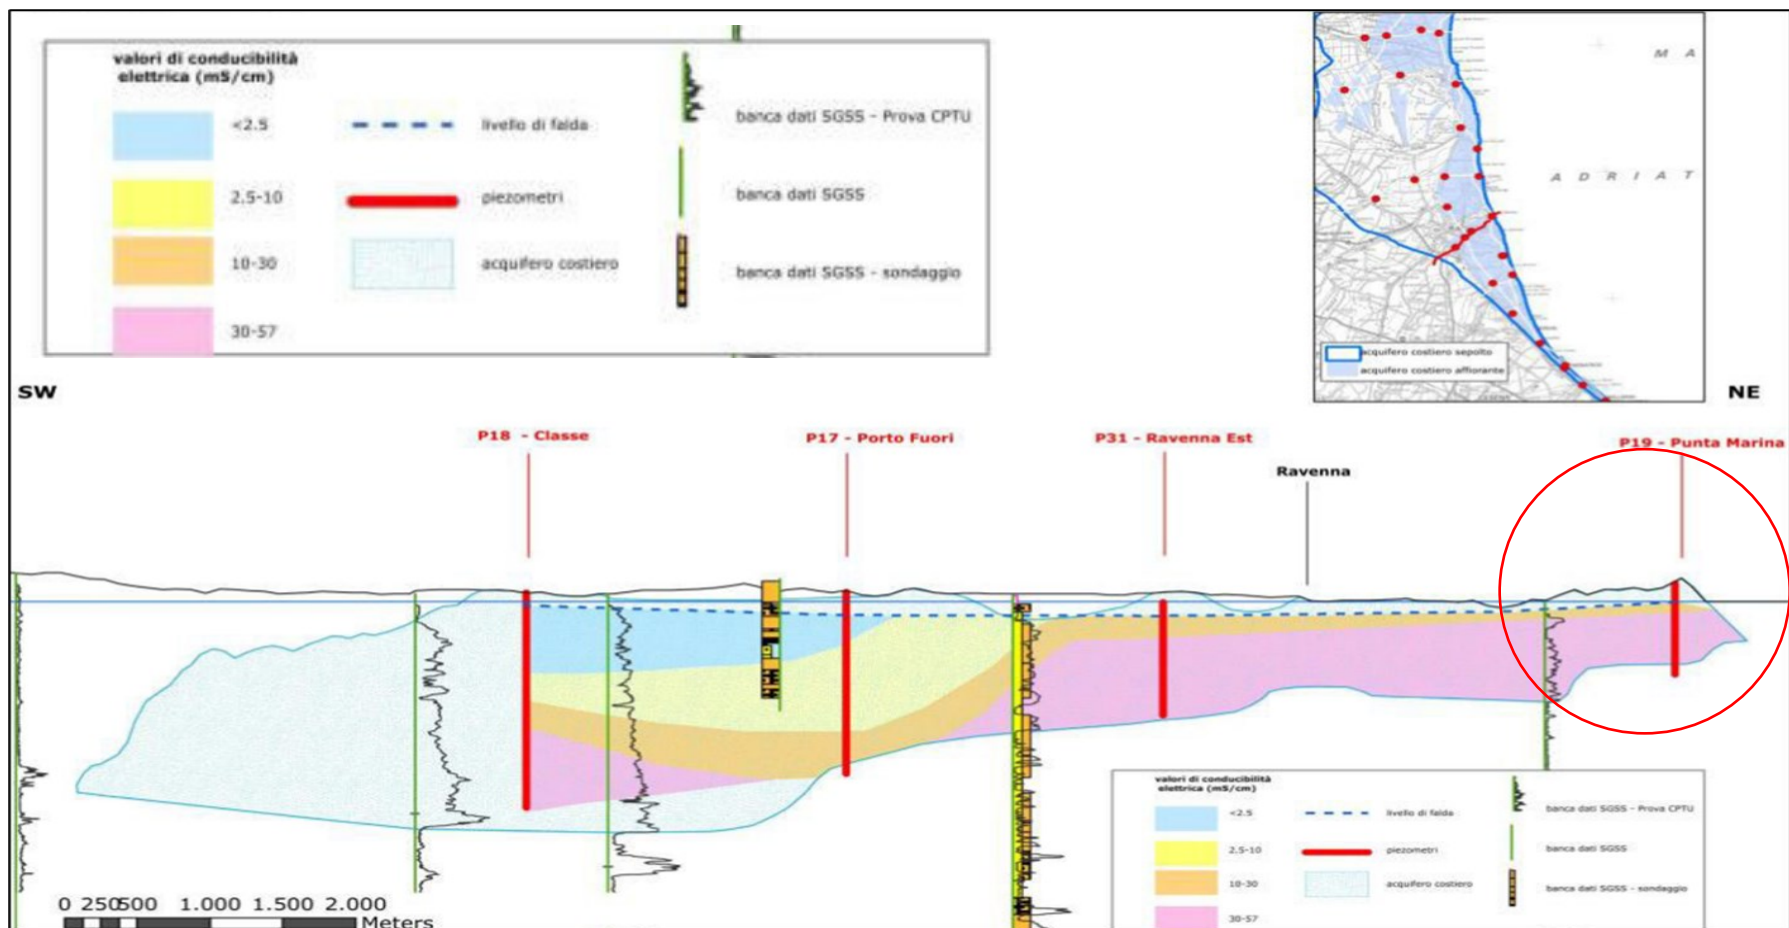 valori di conducibilità
elettrica (mS/cm)
<2.5
livello di falda
banca dati SGSS - Prova CPTU
2.5-10
piezometri
banca dati SGSS
10-30
acquifero costiero
banca dati SGSS - sondaggio
30-57
M A
A D R I A T
acquifero costiero sepolto
acquifero costiero affiorante
SW
NE
P18 - Classe
P17 - Porto Fuori
P31 - Ravenna Est
Ravenna
P19 - Punta Marina
valori di conducibilità
elettrica (mS/cm)
<2.5
livello di falda
banca dati SGSS - Prova CPTU
2.5-10
piezometri
banca dati SGSS
10-30
acquifero costiero
banca dati SGSS - sondaggio
30-57
0 250500 1.000 1.500 2.000
Meters